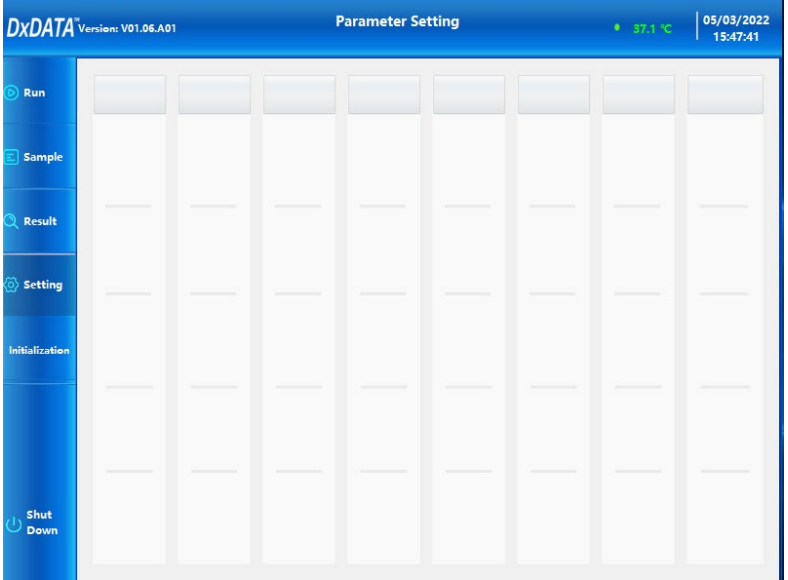 DxDATA™ Version: V01.06.A01
Parameter Setting
37.1 ℃
05/03/2022
15:47:41
Run
Sample
Result
Setting
Initialization
Shut
Down